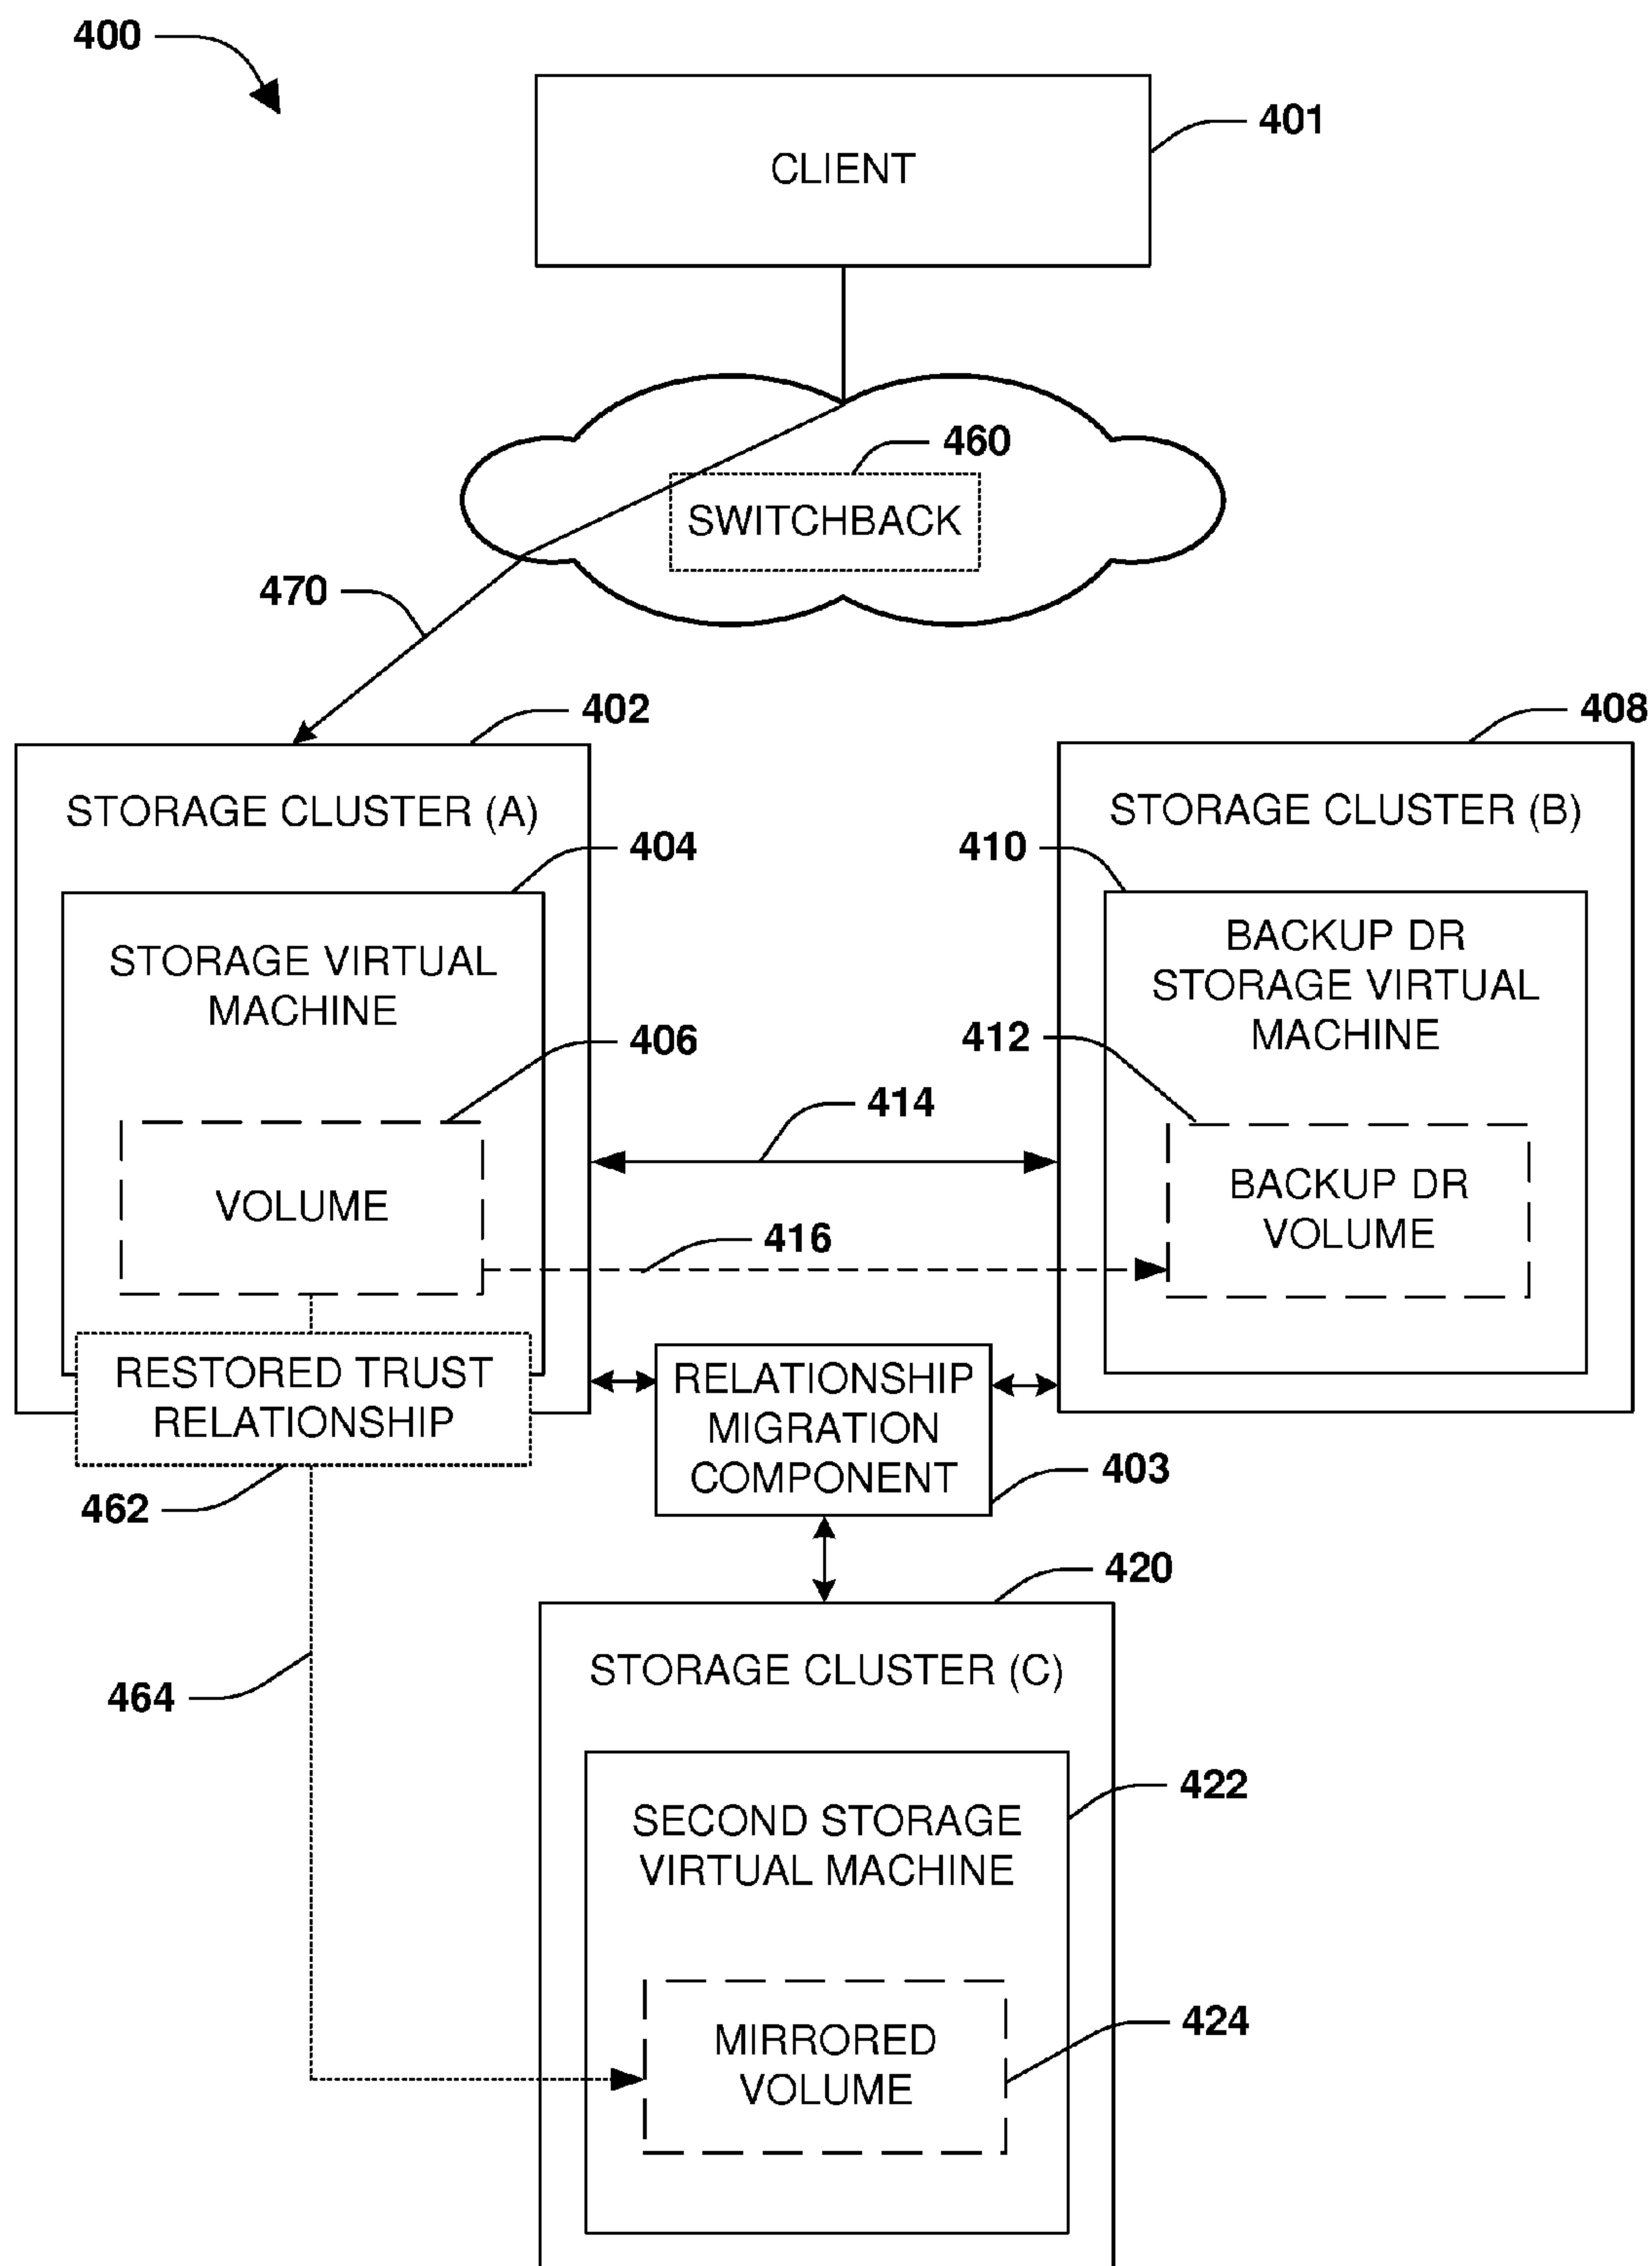 400
401
CLIENT
460
SWITCHBACK
470
402
408
STORAGE CLUSTER (A)
STORAGE CLUSTER (B)
404
410
STORAGE VIRTUAL
MACHINE
BACKUP DR
STORAGE VIRTUAL
MACHINE
406
412
414
VOLUME
BACKUP DR
VOLUME
416
RESTORED TRUST
RELATIONSHIP
RELATIONSHIP
MIGRATION
COMPONENT
403
462
420
STORAGE CLUSTER (C)
464
422
SECOND STORAGE
VIRTUAL MACHINE
424
MIRRORED
VOLUME